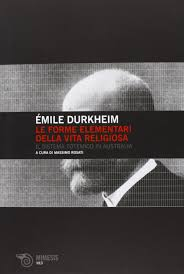 ÉMILE DURKHEIM
LE FORME ELEMENTARI
DELLA VITA RELIGIOSA
IL SISTEMA TOTEMICO IN AUSTRALIA
A CURA DI MASSIMO ROSATI
MIMESIS